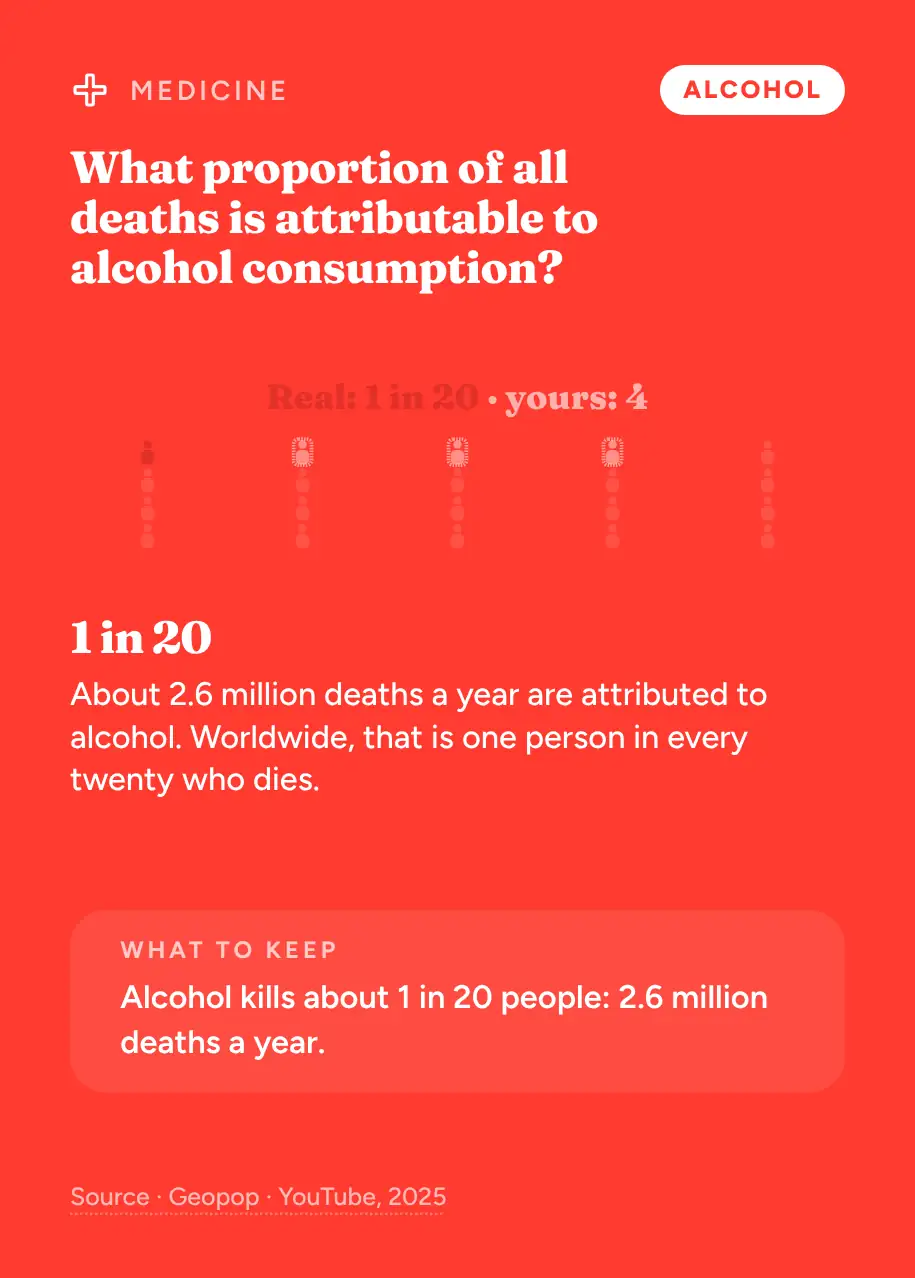 MEDICINE
ALCOHOL
What proportion of all
deaths is attributable to
alcohol consumption?
Real: 1 in 20 · yours: 4
1 in 20
About 2.6 million deaths a year are attributed to
alcohol. Worldwide, that is one person in every
twenty who dies.
WHAT TO KEEP
Alcohol kills about 1 in 20 people: 2.6 million
deaths a year.
Source · Geopop · YouTube, 2025